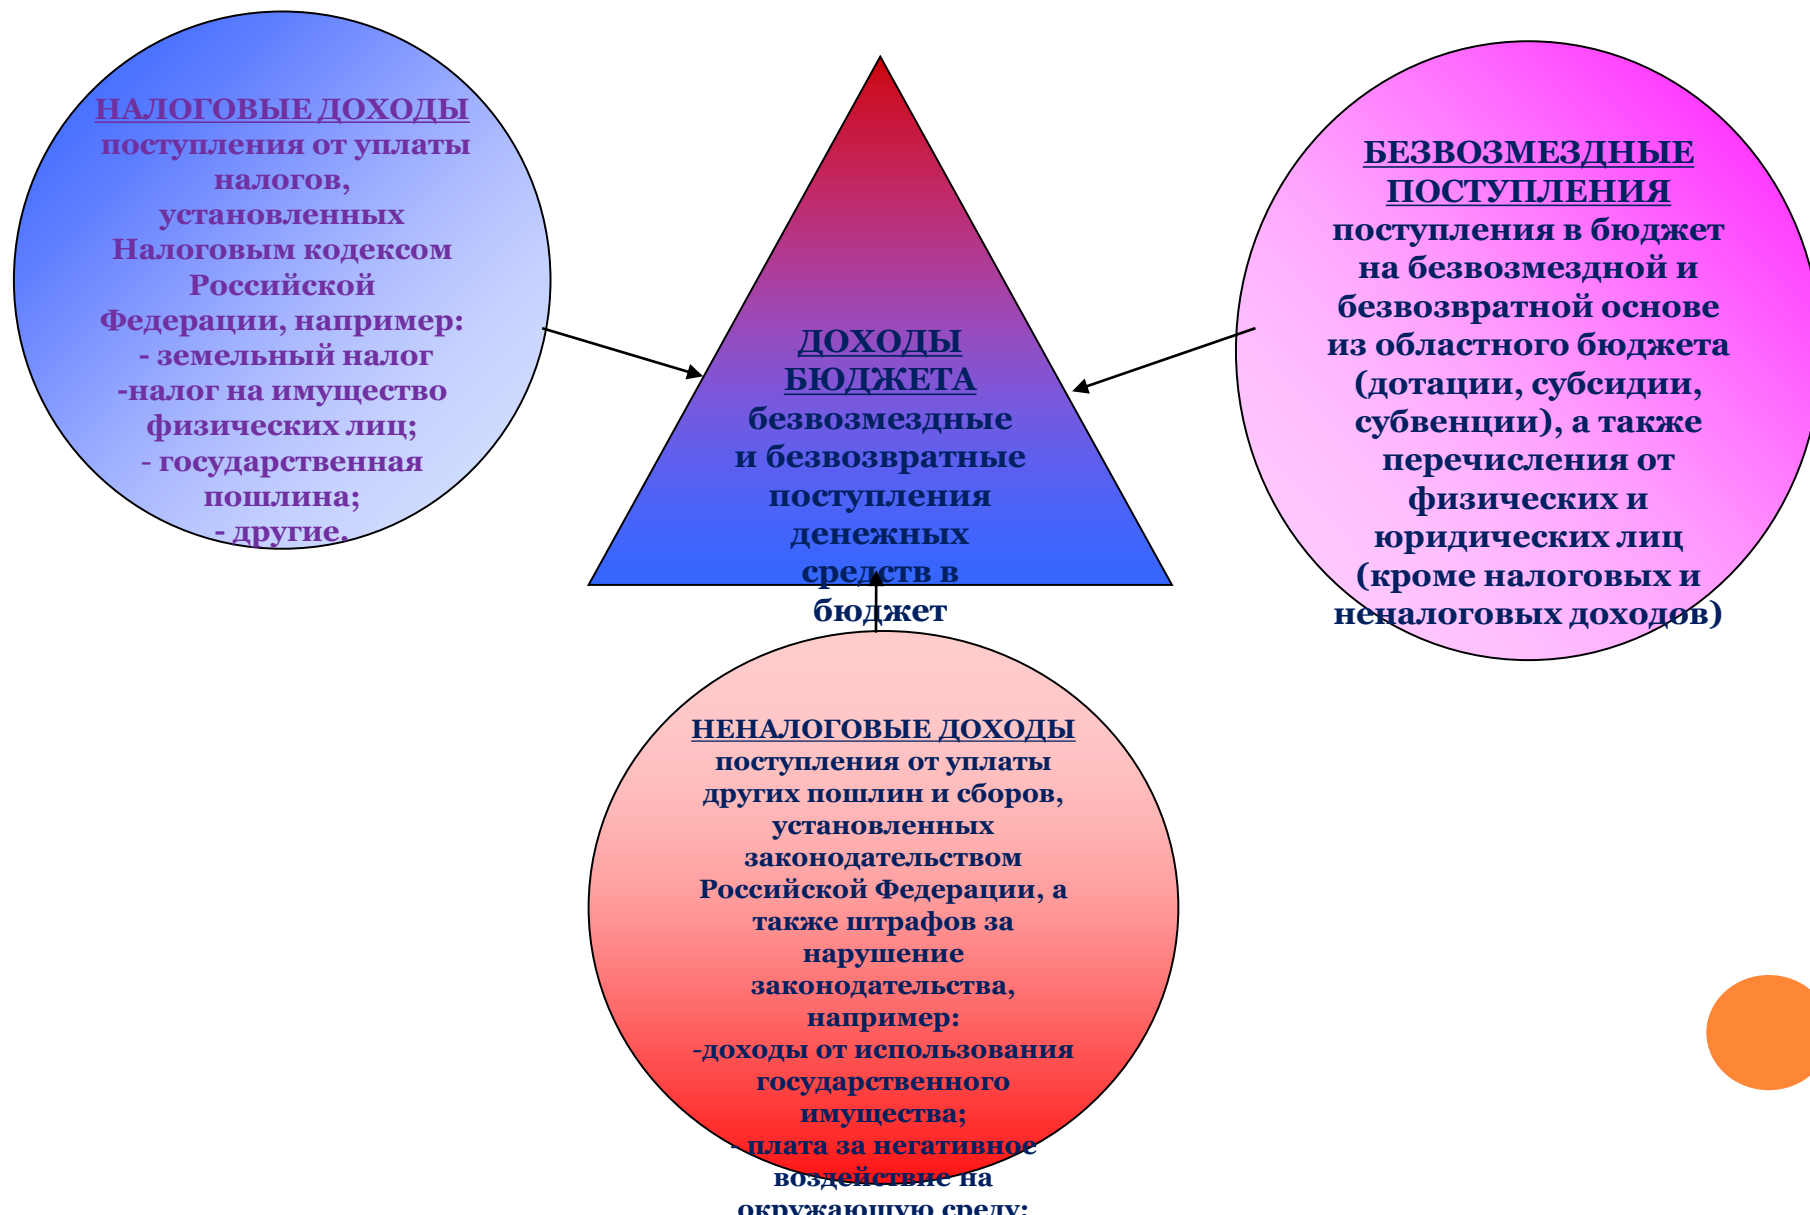 НАЛОГОВЫЕ ДОХОДЫ
поступления от уплаты
налогов,
установленных
Налоговым кодексом
Российской
Федерации, например:
- земельный налог
-налог на имущество
физических лиц;
- государственная
пошлина;
- другие.
ДОХОДЫ
БЮДЖЕТА
безвозмездные
и безвозвратные
поступления
денежных
средств в
бюджет
БЕЗВОЗМЕЗДНЫЕ
ПОСТУПЛЕНИЯ
поступления в бюджет
на безвозмездной и
безвозвратной основе
из областного бюджета
(дотации, субсидии,
субвенции), а также
перечисления от
физических и
юридических лиц
(кроме налоговых и
неналоговых доходов)
НЕНАЛОГОВЫЕ ДОХОДЫ
поступления от уплаты
других пошлин и сборов,
установленных
законодательством
Российской Федерации, а
также штрафов за
нарушение
законодательства,
например:
-доходы от использования
государственного
имущества;
- плата за негативное
воздействие на
окружающую среду;